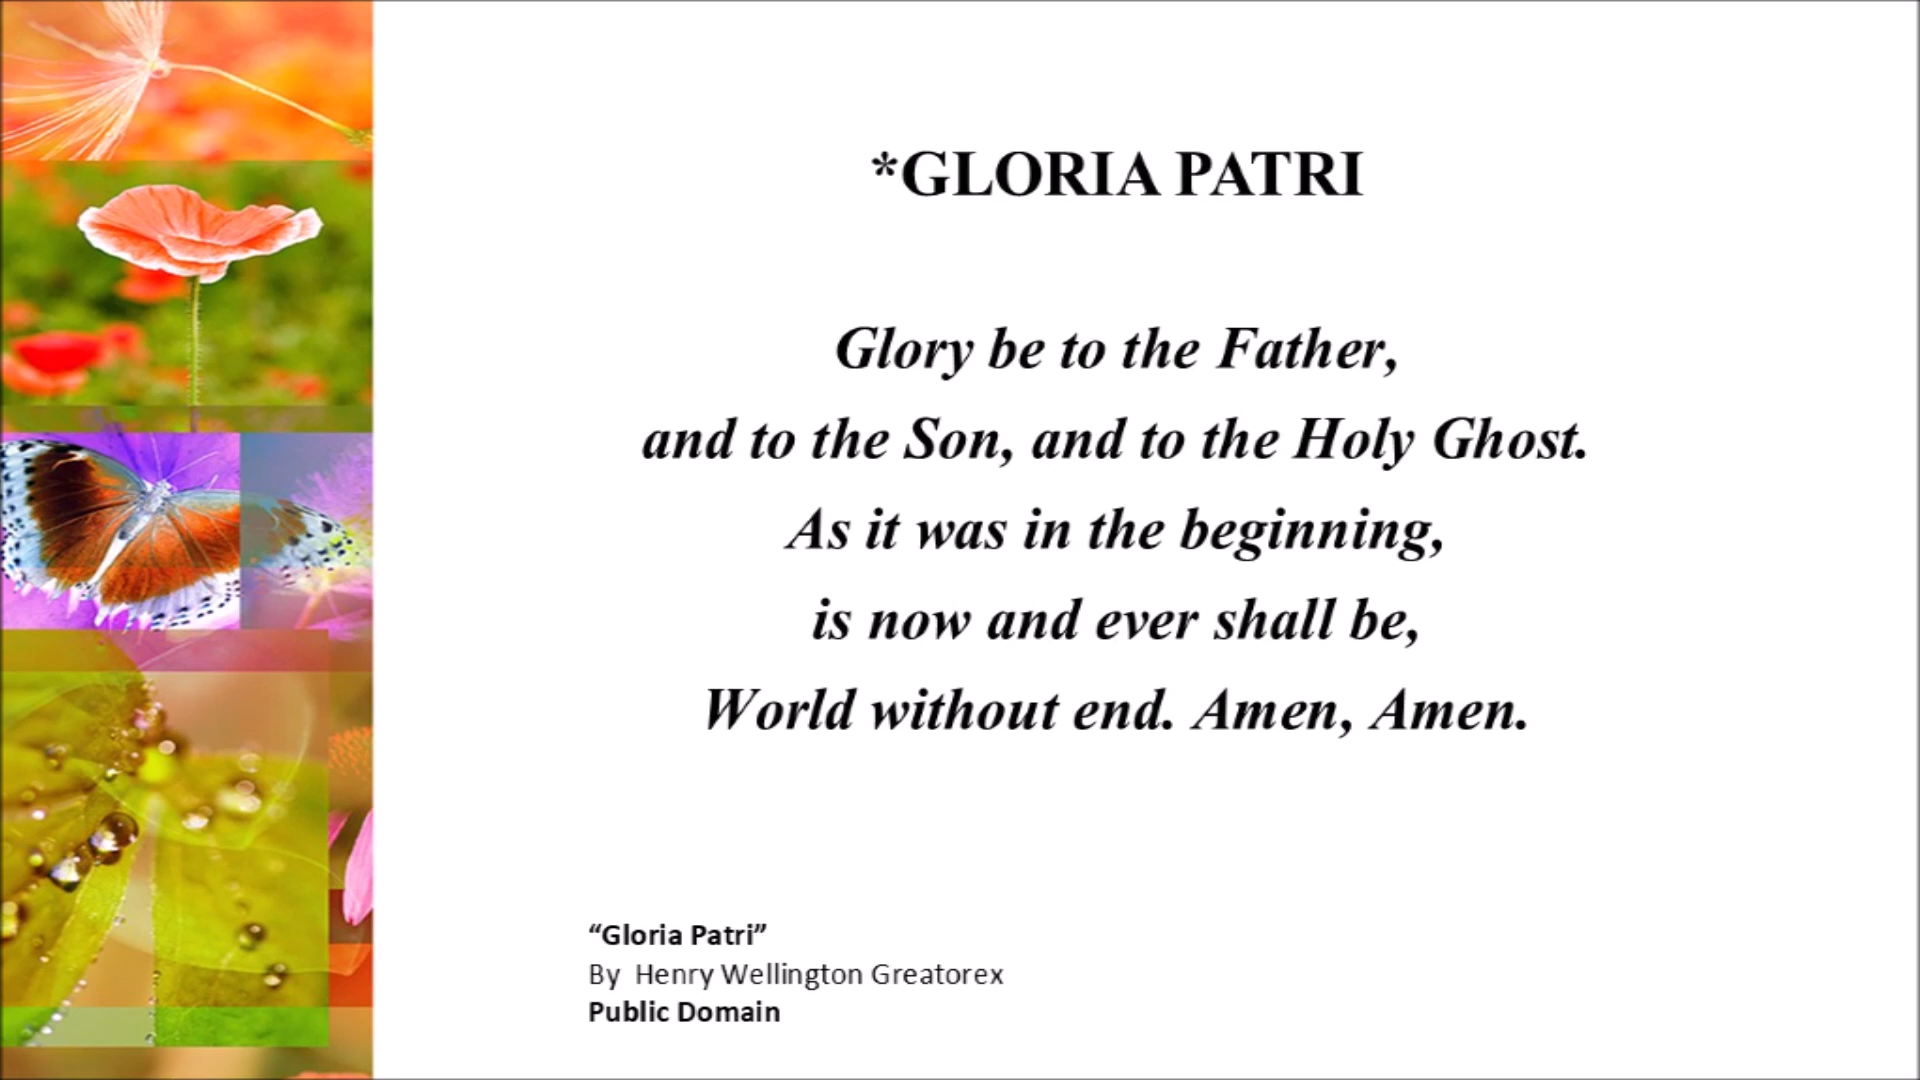 *GLORIA PATRI
Glory be to the Father,
and to the Son, and to the Holy Ghost.
As it was in the beginning,
is now and ever shall be,
World without end. Amen, Amen.
“Gloria Patri”
By  Henry Wellington Greatorex
Public Domain